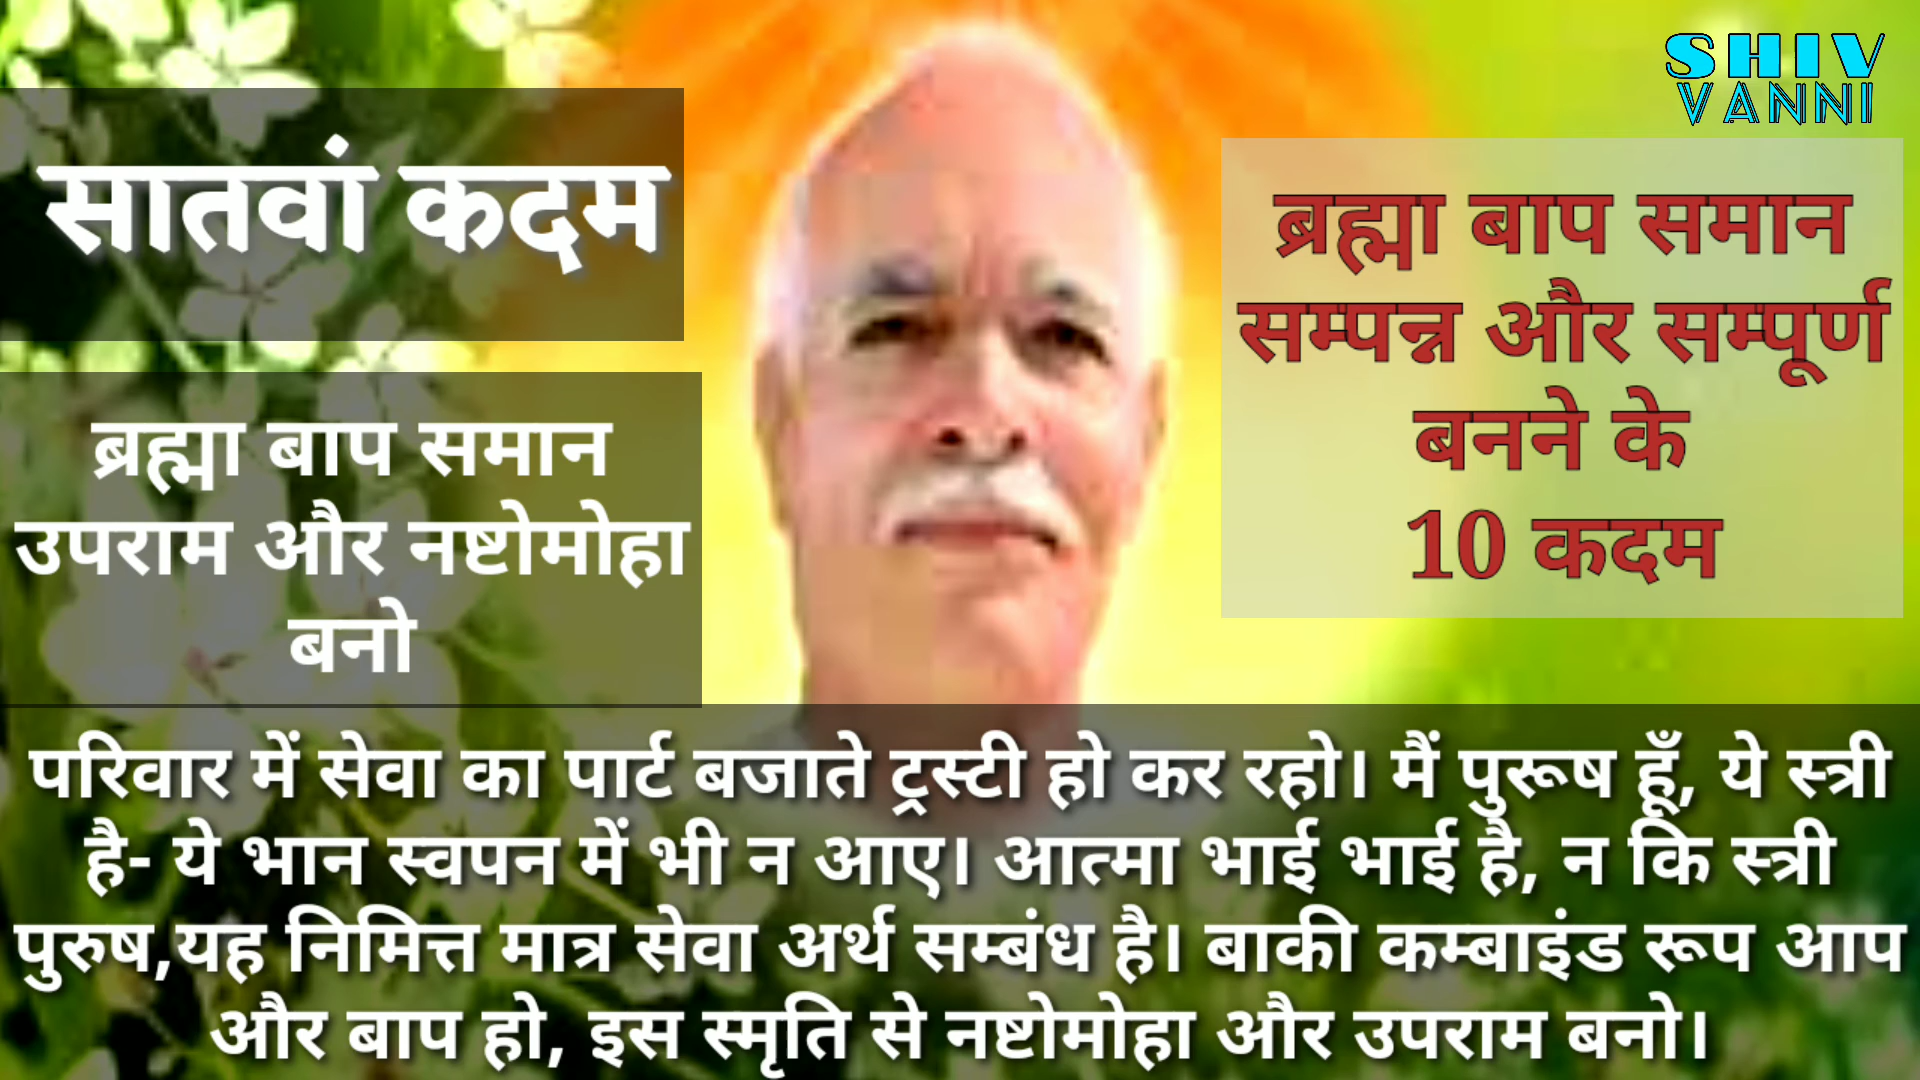 SHIV
VANNI
सातवां कदम
ब्रह्मा बाप समान
उपराम और नष्टोमोहा
बनो
ब्रह्मा बाप समान
सम्पन्न और सम्पूर्ण
बनने के
10 कदम
परिवार में सेवा का पार्ट बजाते ट्रस्टी हो कर रहो। मैं पुरूष हूँ, ये स्त्री
है- ये भान स्वपन में भी न आए। आत्मा भाई भाई है, न कि स्त्री
पुरुष,यह निमित्त मात्र सेवा अर्थ सम्बंध है। बाकी कम्बाइंड रूप आप
और बाप हो, इस स्मृति से नष्टोमोहा और उपराम बनो।